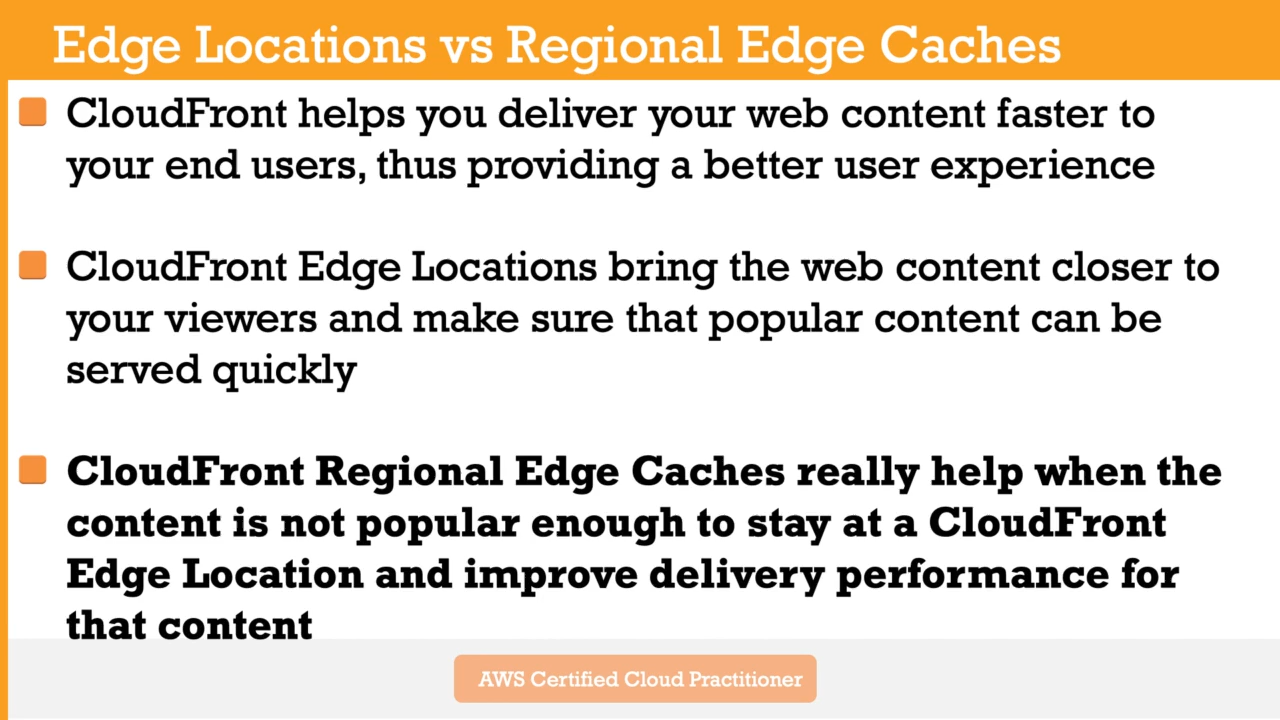 Edge Locations vs Regional Edge Caches
CloudFront helps you deliver your web content faster to
your end users, thus providing a better user experience
CloudFront Edge Locations bring the web content closer to
your viewers and make sure that popular content can be
served quickly
CloudFront Regional Edge Caches really help when the
content is not popular enough to stay at a CloudFront
Edge Location and improve delivery performance for
that content
AWS Certified Cloud Practitioner